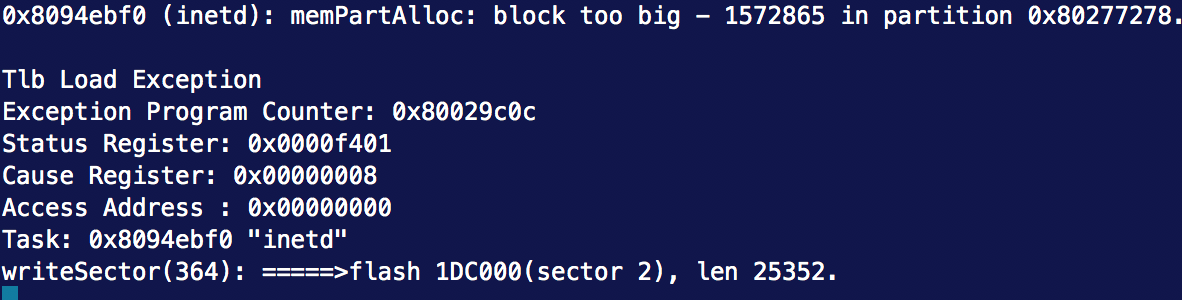 0x8094ebf0 (inetd): memPartAlloc: block too big - 1572865 in partition 0x80277278.
Tlb Load Exception
Exception Program Counter: 0x80029c0c
Status Register: 0x0000f401
Cause Register: 0x00000008
Access Address : 0x00000000
Task: 0x8094ebf0 "inetd"
writeSector(364): =====>flash 1DC000(sector 2), len 25352.